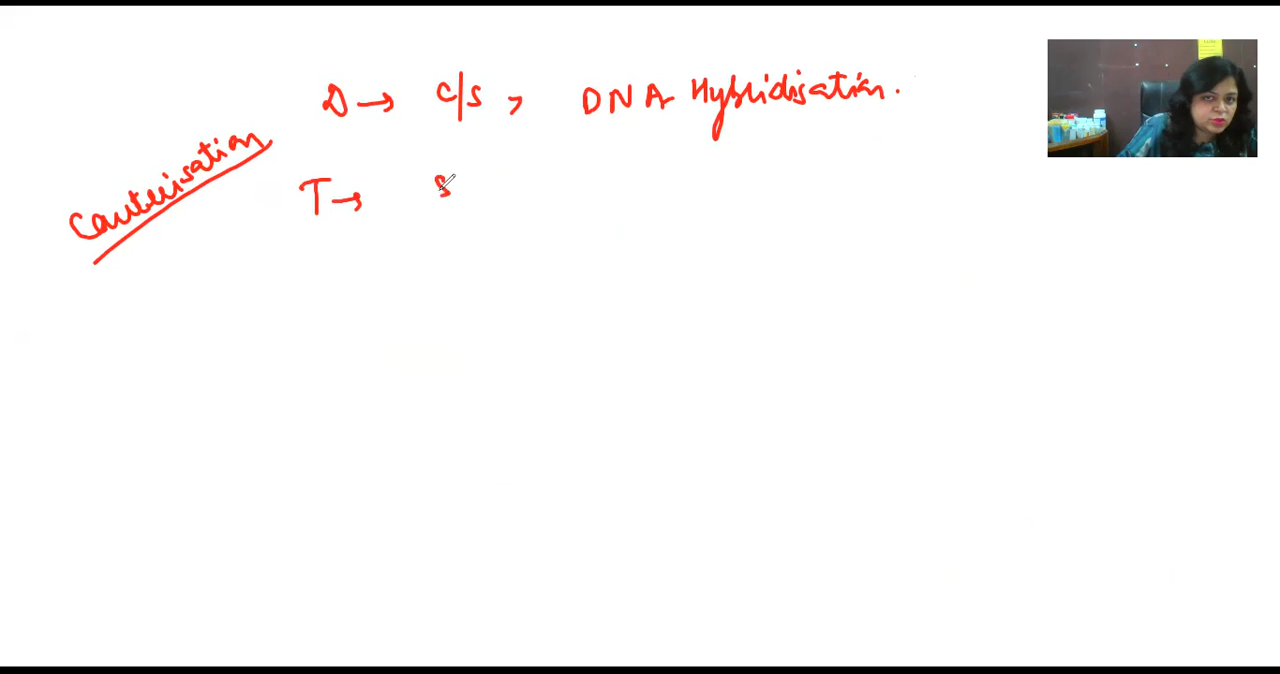 D → C/S, DNA Hybridisation.
Cauterisation
T → S